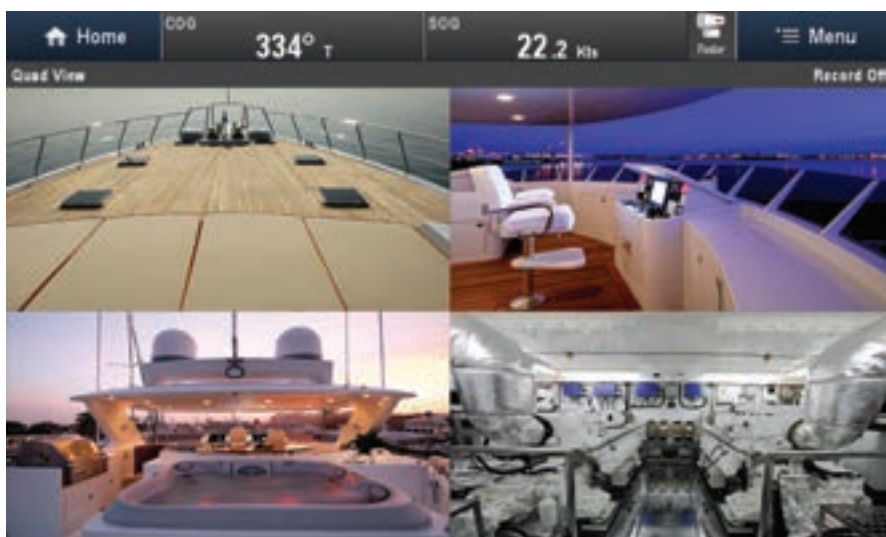 Home
COG
334° T
SOG
22.2 Kts
Radar
Menu
Quad View
Record Off